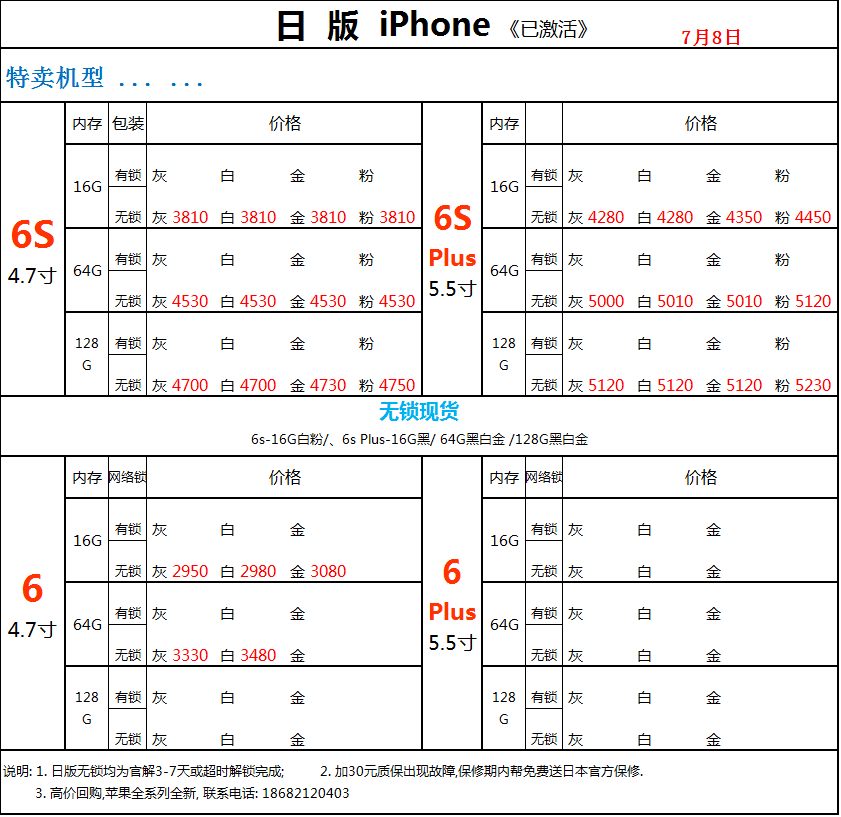 日 版 iPhone 《已激活》
7月8日
特卖机型 ... ...
内存 包装 价格
6S
4.7寸
16G
有锁 灰 白 金 粉
无锁 灰 3810 白 3810 金 3810 粉 3810
64G
有锁 灰 白 金 粉
无锁 灰 4530 白 4530 金 4530 粉 4530
128
G
有锁 灰 白 金 粉
无锁 灰 4700 白 4700 金 4730 粉 4750
内存 价格
6S
Plus
5.5寸
16G
有锁 灰 白 金 粉
无锁 灰 4280 白 4280 金 4350 粉 4450
64G
有锁 灰 白 金 粉
无锁 灰 5000 白 5010 金 5010 粉 5120
128
G
有锁 灰 白 金 粉
无锁 灰 5120 白 5120 金 5120 粉 5230
无锁现货
6s-16G白粉/、6s Plus-16G黑/ 64G黑白金 /128G黑白金
内存 网络锁 价格
6
4.7寸
16G
有锁 灰 白 金
无锁 灰 2950 白 2980 金 3080
64G
有锁 灰 白 金
无锁 灰 3330 白 3480 金
128
G
有锁 灰 白 金
无锁 灰 白 金
内存 网络锁 价格
6
Plus
5.5寸
16G
有锁 灰 白 金
无锁 灰 白 金
64G
有锁 灰 白 金
无锁 灰 白 金
128
G
有锁 灰 白 金
无锁 灰 白 金
说明: 1. 日版无锁均为官解3-7天或超时解锁完成; 2. 加30元质保出现故障,保修期内帮免费送日本官方保修.
3. 高价回购,苹果全系列全新, 联系电话: 18682120403